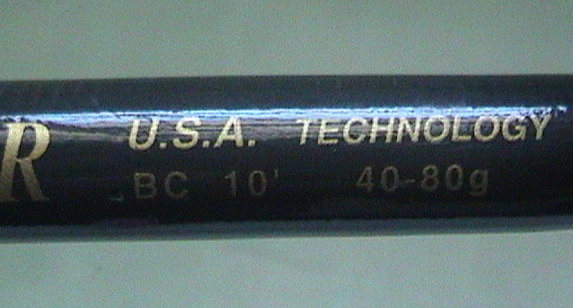 R
U.S.A. TECHNOLOGY
BC 10' 40-80g